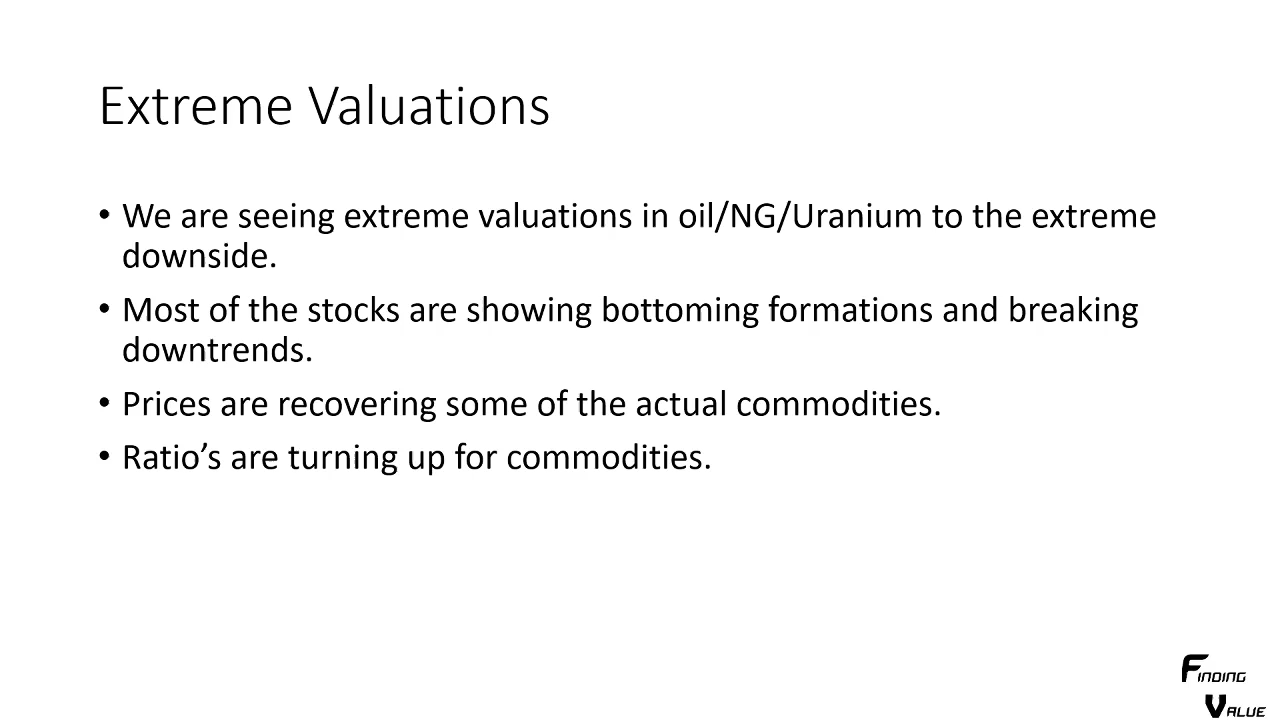 Extreme Valuations
• We are seeing extreme valuations in oil/NG/Uranium to the extreme
downside.
• Most of the stocks are showing bottoming formations and breaking
downtrends.
• Prices are recovering some of the actual commodities.
• Ratio’s are turning up for commodities.
Finding
Value